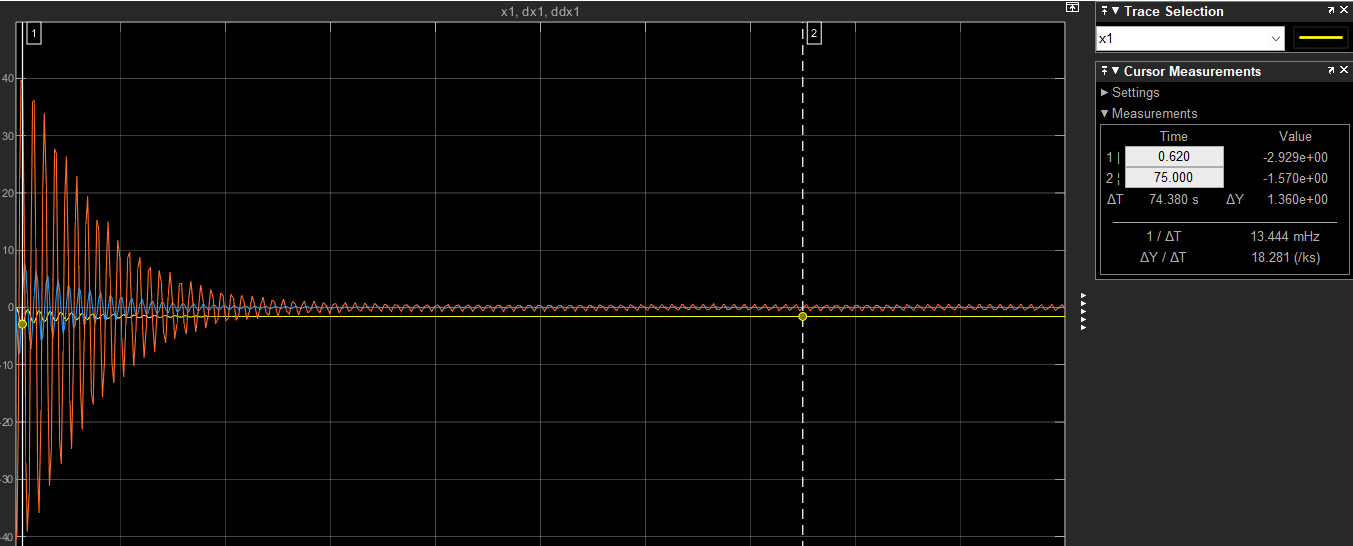 x1, dx1, ddx1
1
2
40
30
20
10
0
-10
-20
-30
-40
Trace Selection
x1
Cursor Measurements
Settings
Measurements
Time Value
1 | 0.620 -2.929e+00
2 ¦ 75.000 -1.570e+00
ΔT 74.380 s ΔY 1.360e+00
1 / ΔT 13.444 mHz
ΔY / ΔT 18.281 (/ks)